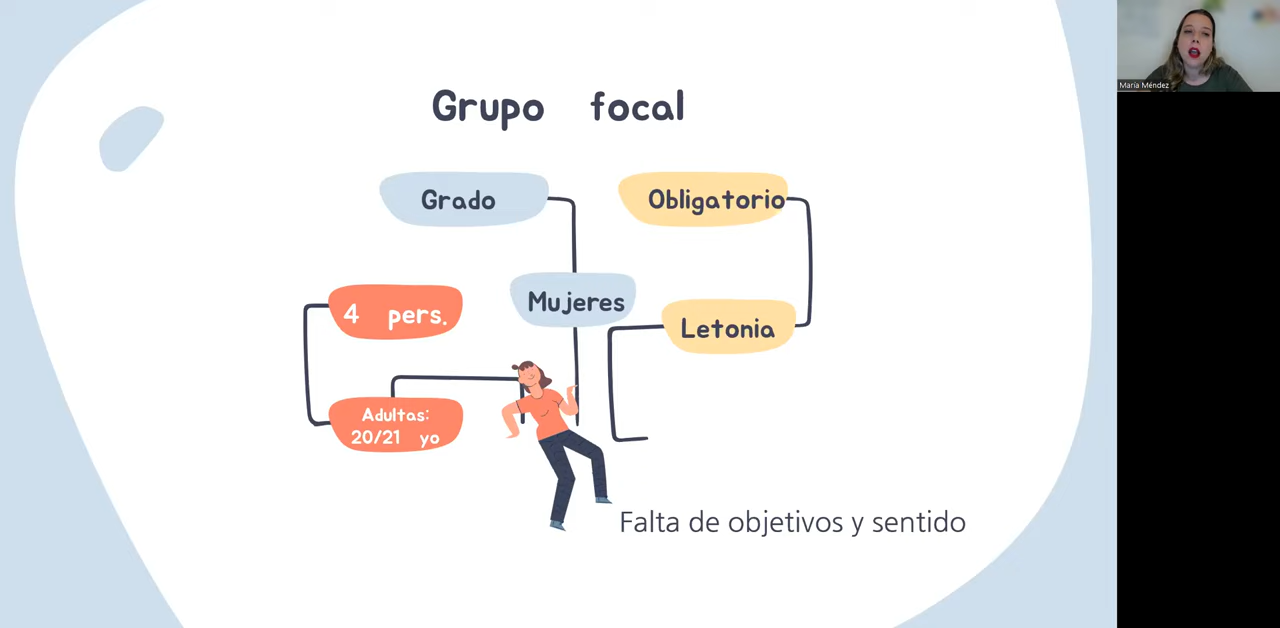 Grupo focal
Grado
Obligatorio
4 pers.
Mujeres
Letonia
Adultas:
20/21 yo
Falta de objetivos y sentido
María Méndez